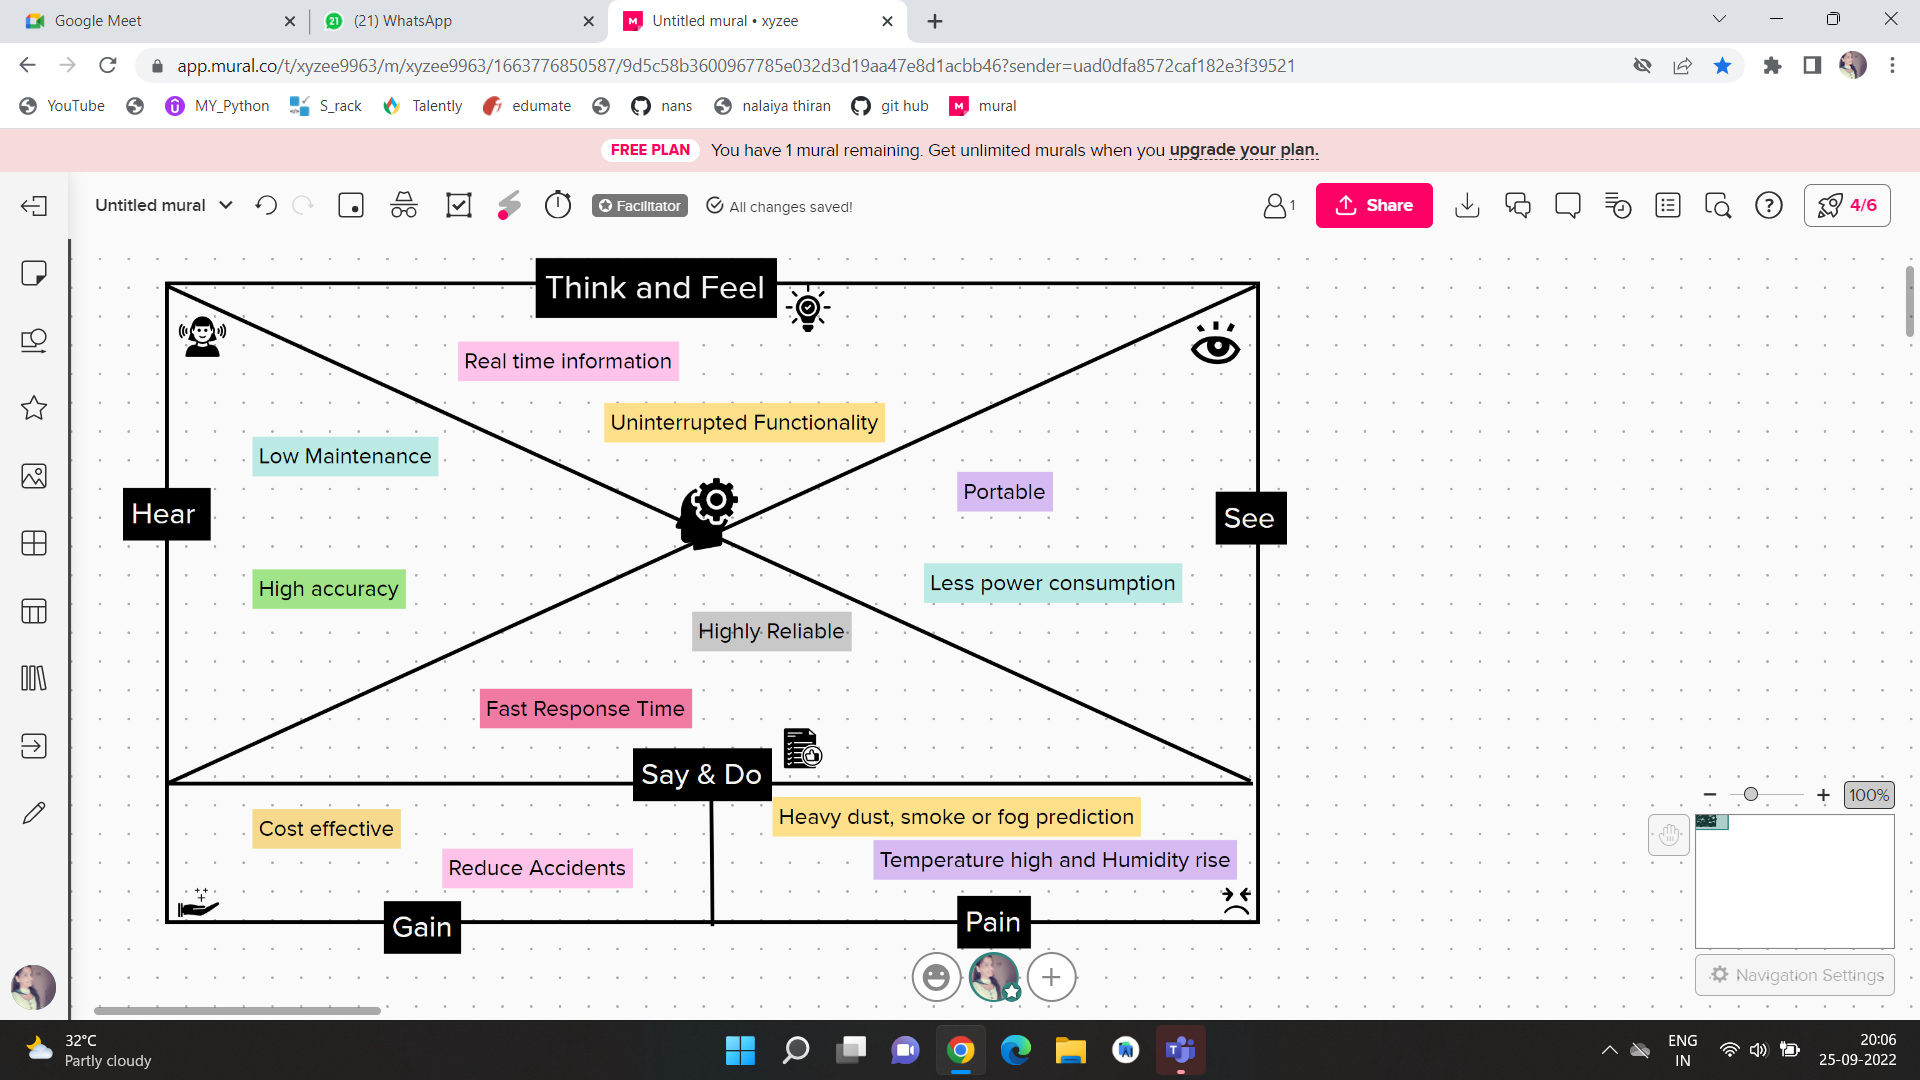 Google Meet
(21) WhatsApp
Untitled mural • xyzee
app.mural.co/t/xyzee9963/m/xyzee9963/1663776850587/9d5c58b3600967785e032d3d19aa47e8d1acbb46?sender=uad0dfa8572caf182e3f39521
YouTube MY_Python S_rack Talently edumate nans nalaiya thiran git hub mural
FREE PLAN You have 1 mural remaining. Get unlimited murals when you upgrade your plan.
Untitled mural Facilitator All changes saved! 1 Share 4/6
Think and Feel
Real time information
Uninterrupted Functionality
Low Maintenance
Portable
Hear
See
High accuracy
Less power consumption
Highly Reliable
Fast Response Time
Say & Do
Heavy dust, smoke or fog prediction
Cost effective
Temperature high and Humidity rise
Reduce Accidents
Gain
Pain
100%
Navigation Settings
32°C
Partly cloudy
ENG
IN
20:06
25-09-2022